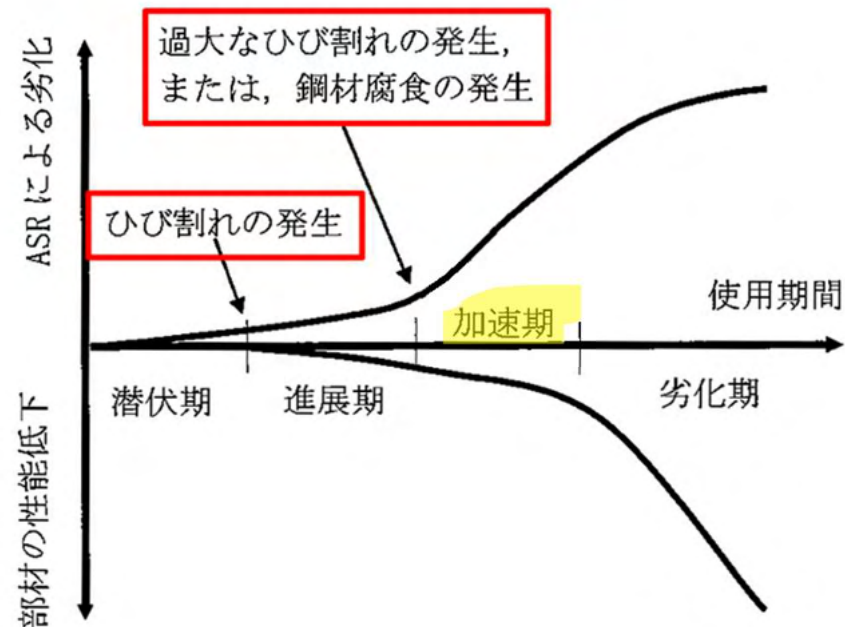 過大なひび割れの発生,
または, 鋼材腐食の発生
ASRによる劣化
ひび割れの発生
使用期間
加速期
潜伏期
進展期
劣化期
部材の性能低下